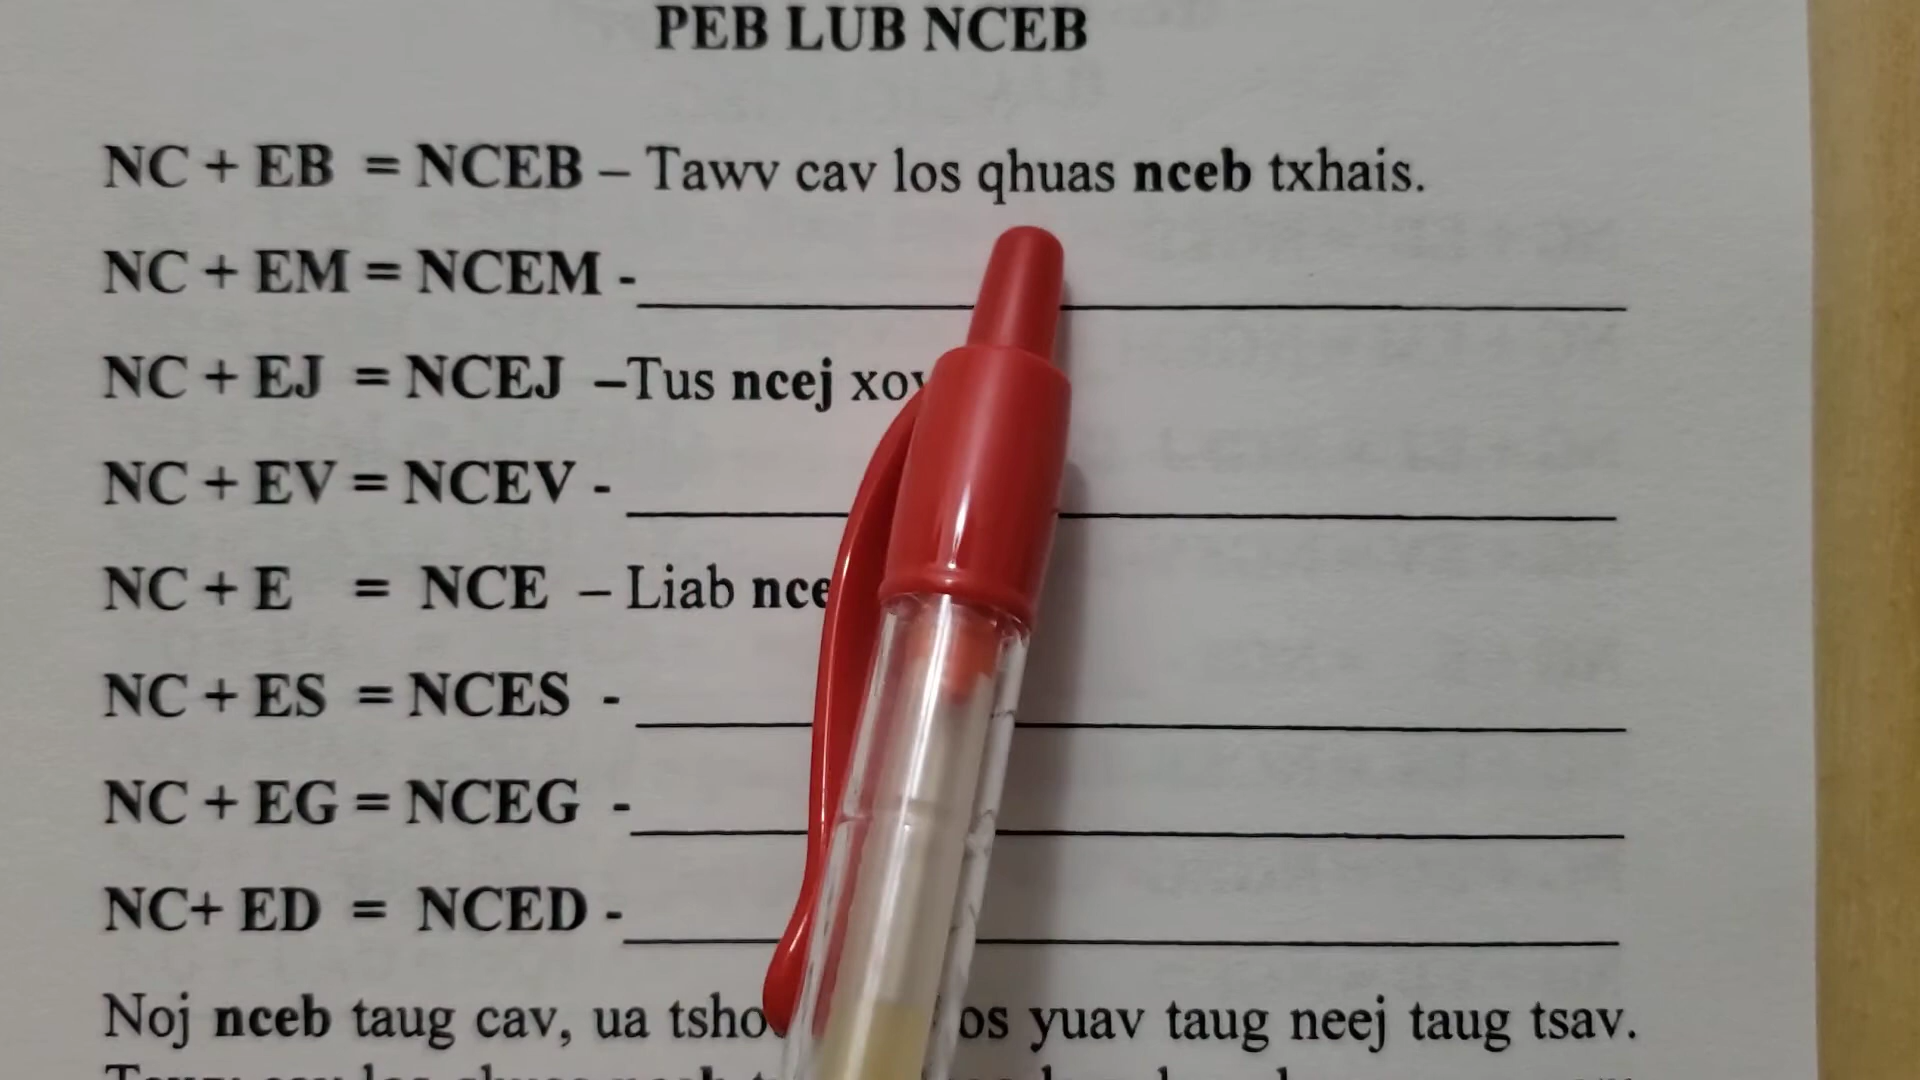 PEB LUB NCEB
NC + EB = NCEB – Tawv cav los qhuas nceb txhais.
NC + EM = NCEM -
NC + EJ = NCEJ –Tus ncej
NC + EV = NCEV -
NC + E = NCE – Liab
NC + ES = NCES -
NC + EG = NCEG -
NC+ ED = NCED -
Noj nceb taug cav, ua yuav taug neej taug tsav.